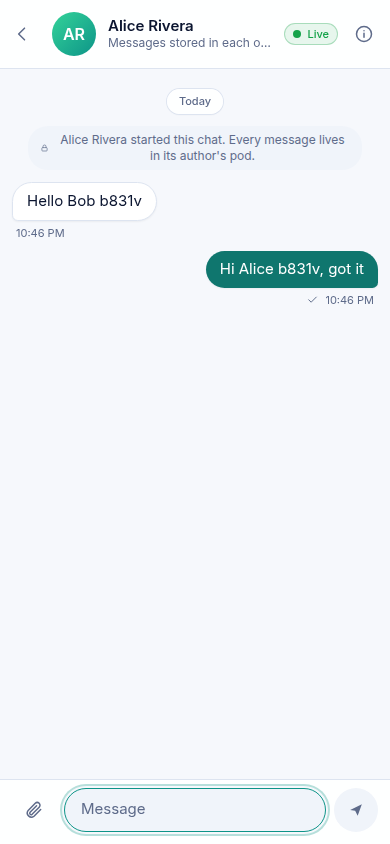 AR
Alice Rivera
Messages stored in each o...
Live
Today
Alice Rivera started this chat. Every message lives
in its author's pod.
Hello Bob b831v
10:46 PM
Hi Alice b831v, got it
10:46 PM
Message